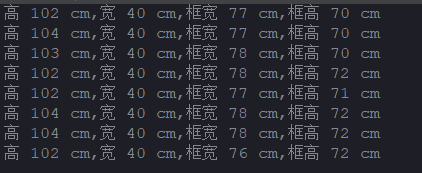 高 102 cm,宽 40 cm,框宽 77 cm,框高 70 cm
高 104 cm,宽 40 cm,框宽 77 cm,框高 70 cm
高 103 cm,宽 40 cm,框宽 78 cm,框高 70 cm
高 102 cm,宽 40 cm,框宽 78 cm,框高 72 cm
高 102 cm,宽 40 cm,框宽 77 cm,框高 71 cm
高 104 cm,宽 40 cm,框宽 78 cm,框高 72 cm
高 104 cm,宽 40 cm,框宽 78 cm,框高 72 cm
高 102 cm,宽 40 cm,框宽 76 cm,框高 72 cm